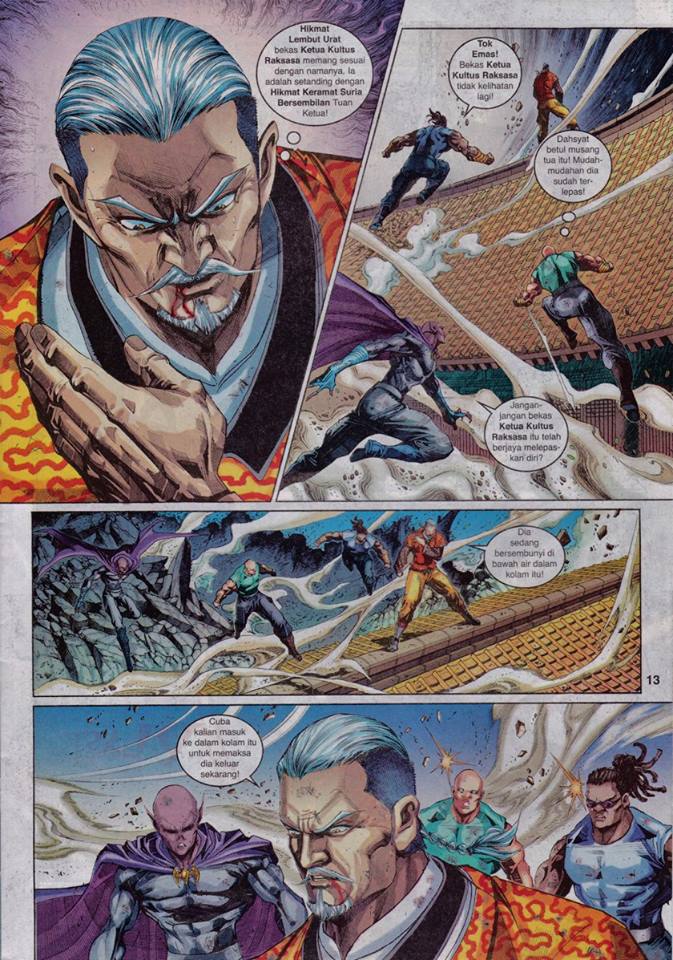 Hikmat
Lembut Urat
bekas Ketua Kultus
Raksasa memang sesuai
dengan namanya. Ia
adalah setanding dengan
Hikmat Keramat Suria
Bersembilan Tuan
Ketua!
Tok
Emas!
Bekas Ketua
Kultus Raksasa
tidak kelihatan
lagi!
Dahsyat
betul musang
tua itu! Mudah-
mudahan dia
sudah ter-
lepas!
Jangan-
jangan bekas
Ketua Kultus
Raksasa itu telah
berjaya melepas-
kan diri?
Dia
sedang
bersembunyi di
bawah air dalam
kolam itu!
13
Cuba
kalian masuk
ke dalam kolam itu
untuk memaksa
dia keluar
sekarang!